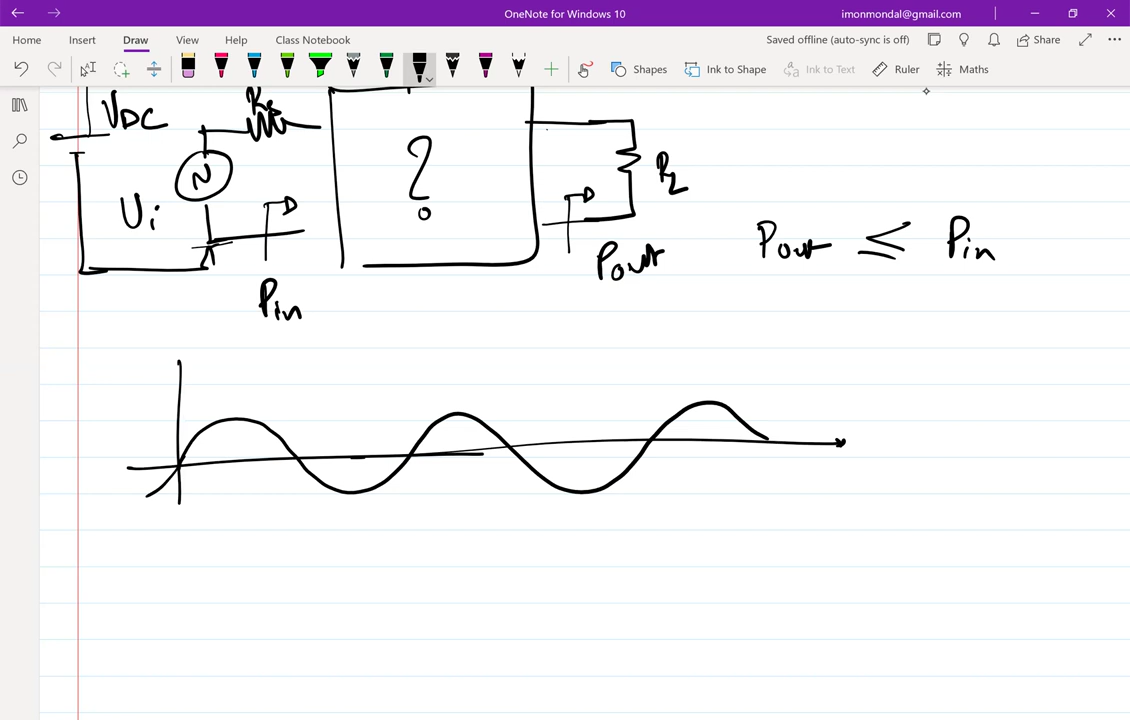 OneNote for Windows 10
imonmondal@gmail.com
Home Insert Draw View Help Class Notebook
Saved offline (auto-sync is off)
Share
Shapes Ink to Shape Ink to Text Ruler Maths
VDC
Rs
?
RL
N
Vi
Pout ≤ Pin
Pout
Pin